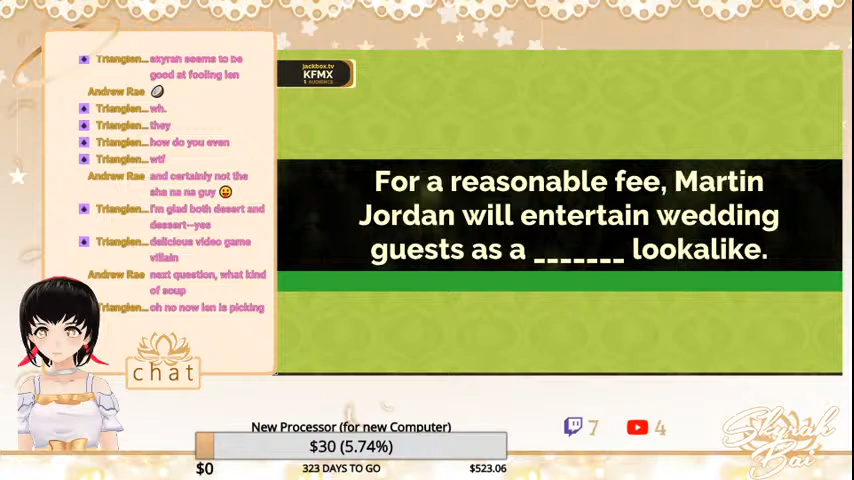 Trianglen... skyrah seems to be
good at fooling len
Andrew Rae
Trianglen... wh.
Trianglen... they
Trianglen... how do you even
Trianglen... wtf
Andrew Rae and certainly not the
sha na na guy 😛
Trianglen... I'm glad both desert and
dessert--yes
Trianglen... delicious video game
villain
Andrew Rae next question, what kind
of soup
Trianglen... oh no now len is picking
chat
jackbox.tv
KFMX
AUDIENCE
For a reasonable fee, Martin
Jordan will entertain wedding
guests as a _______ lookalike.
New Processor (for new Computer)
$30 (5.74%)
$0 323 DAYS TO GO $523.06
7 4
Skyrah
Bai